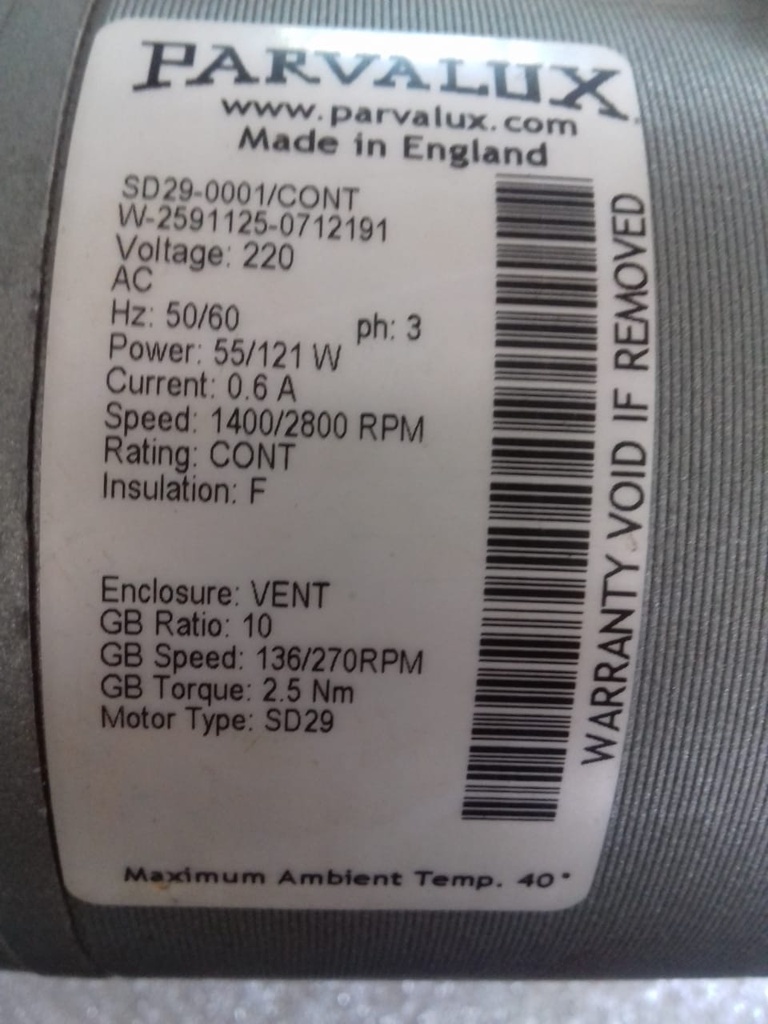 PARVALUX
www.parvalux.com
Made in England
SD29-0001/CONT
W-2591125-0712191
Voltage: 220
AC
Hz: 50/60 ph: 3
Power: 55/121 W
Current: 0.6 A
Speed: 1400/2800 RPM
Rating: CONT
Insulation: F
Enclosure: VENT
GB Ratio: 10
GB Speed: 136/270RPM
GB Torque: 2.5 Nm
Motor Type: SD29
WARRANTY VOID IF REMOVED
Maximum Ambient Temp. 40°